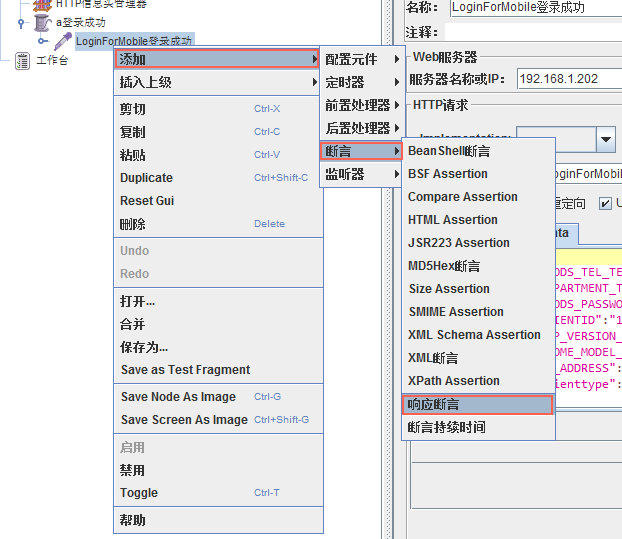 HTTP信息头管理器
a登录成功
LoginForMobile登录成功
工作台
添加
插入上级
剪切 Ctrl-X
复制 Ctrl-C
粘贴 Ctrl-V
Duplicate Ctrl+Shift-C
Reset Gui
删除 Delete
Undo
Redo
打开...
合并
保存为...
Save as Test Fragment
Save Node As Image Ctrl-G
Save Screen As Image Ctrl+Shift-G
启用
禁用
Toggle Ctrl-T
帮助
配置元件
定时器
前置处理器
后置处理器
断言
监听器
BeanShell断言
BSF Assertion
Compare Assertion
HTML Assertion
JSR223 Assertion
MD5Hex断言
Size Assertion
SMIME Assertion
XML Schema Assertion
XML断言
XPath Assertion
响应断言
断言持续时间
名称： LoginForMobile登录成功
注释：
Web服务器
服务器名称或IP： 192.168.1.202
HTTP请求
oginForMobil
重定向 U
ata
ODS_TEL_TE
PARTMENT_T
ODS_PASSWO
IENTID":"1
P_VERSION_
OME_MODEL_
_ADDRESS":
ienttype":